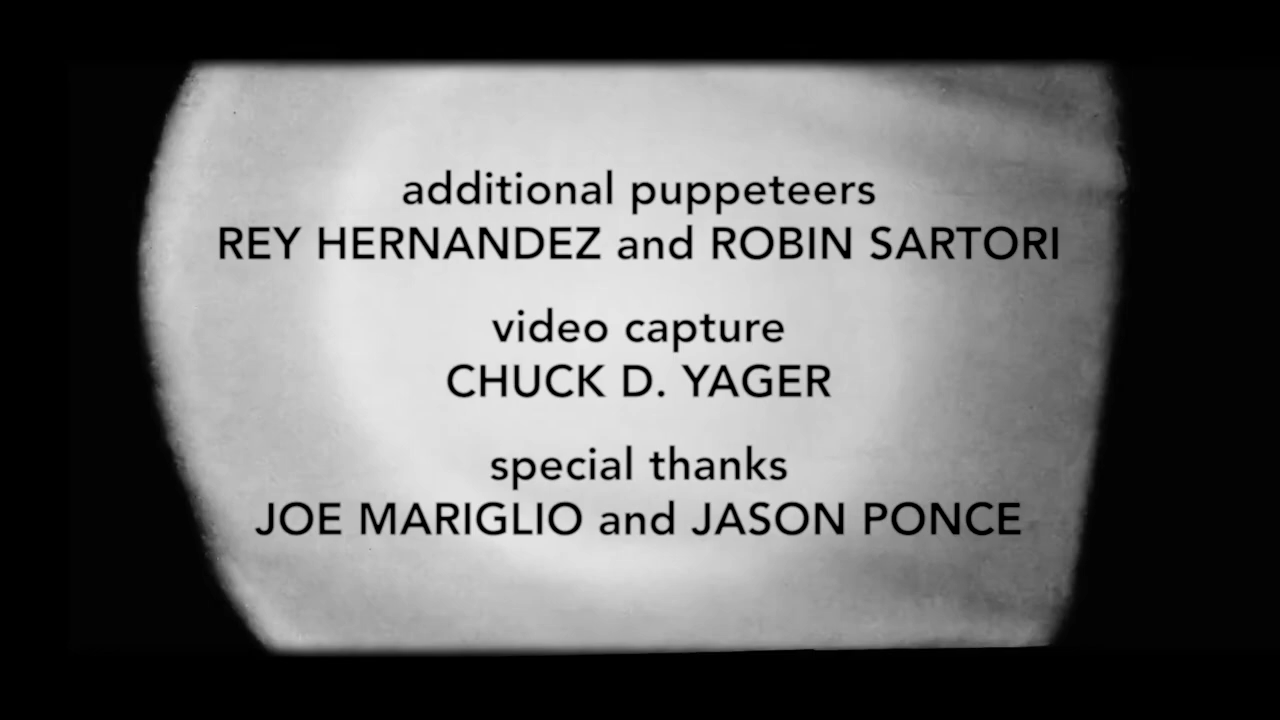 additional puppeteers
REY HERNANDEZ and ROBIN SARTORI
video capture
CHUCK D. YAGER
special thanks
JOE MARIGLIO and JASON PONCE